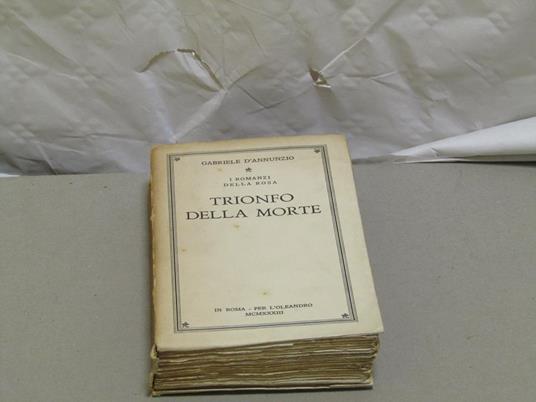 GABRIELE D'ANNUNZIO
I ROMANZI
DELLA ROSA
TRIONFO
DELLA MORTE
IN ROMA - PER L'OLEANDRO
MCMXXXIII